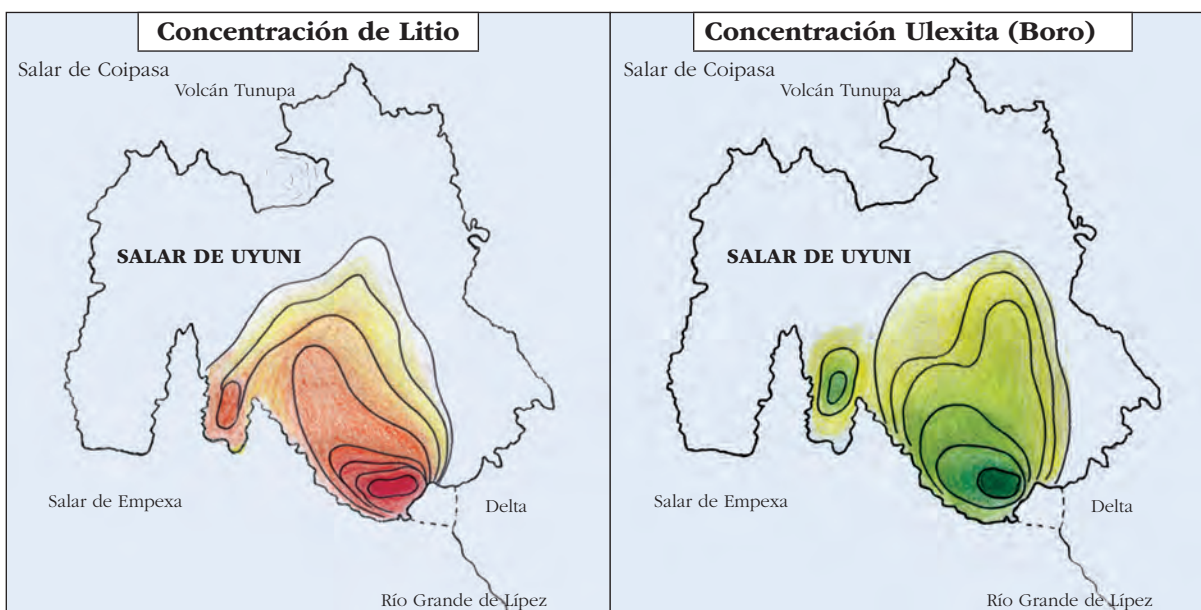 Concentración de Litio
Salar de Coipasa
Volcán Tunupa
SALAR DE UYUNI
Salar de Empexa
Delta
Río Grande de Lípez
Concentración Ulexita (Boro)
Salar de Coipasa
Volcán Tunupa
SALAR DE UYUNI
Salar de Empexa
Delta
Río Grande de Lípez